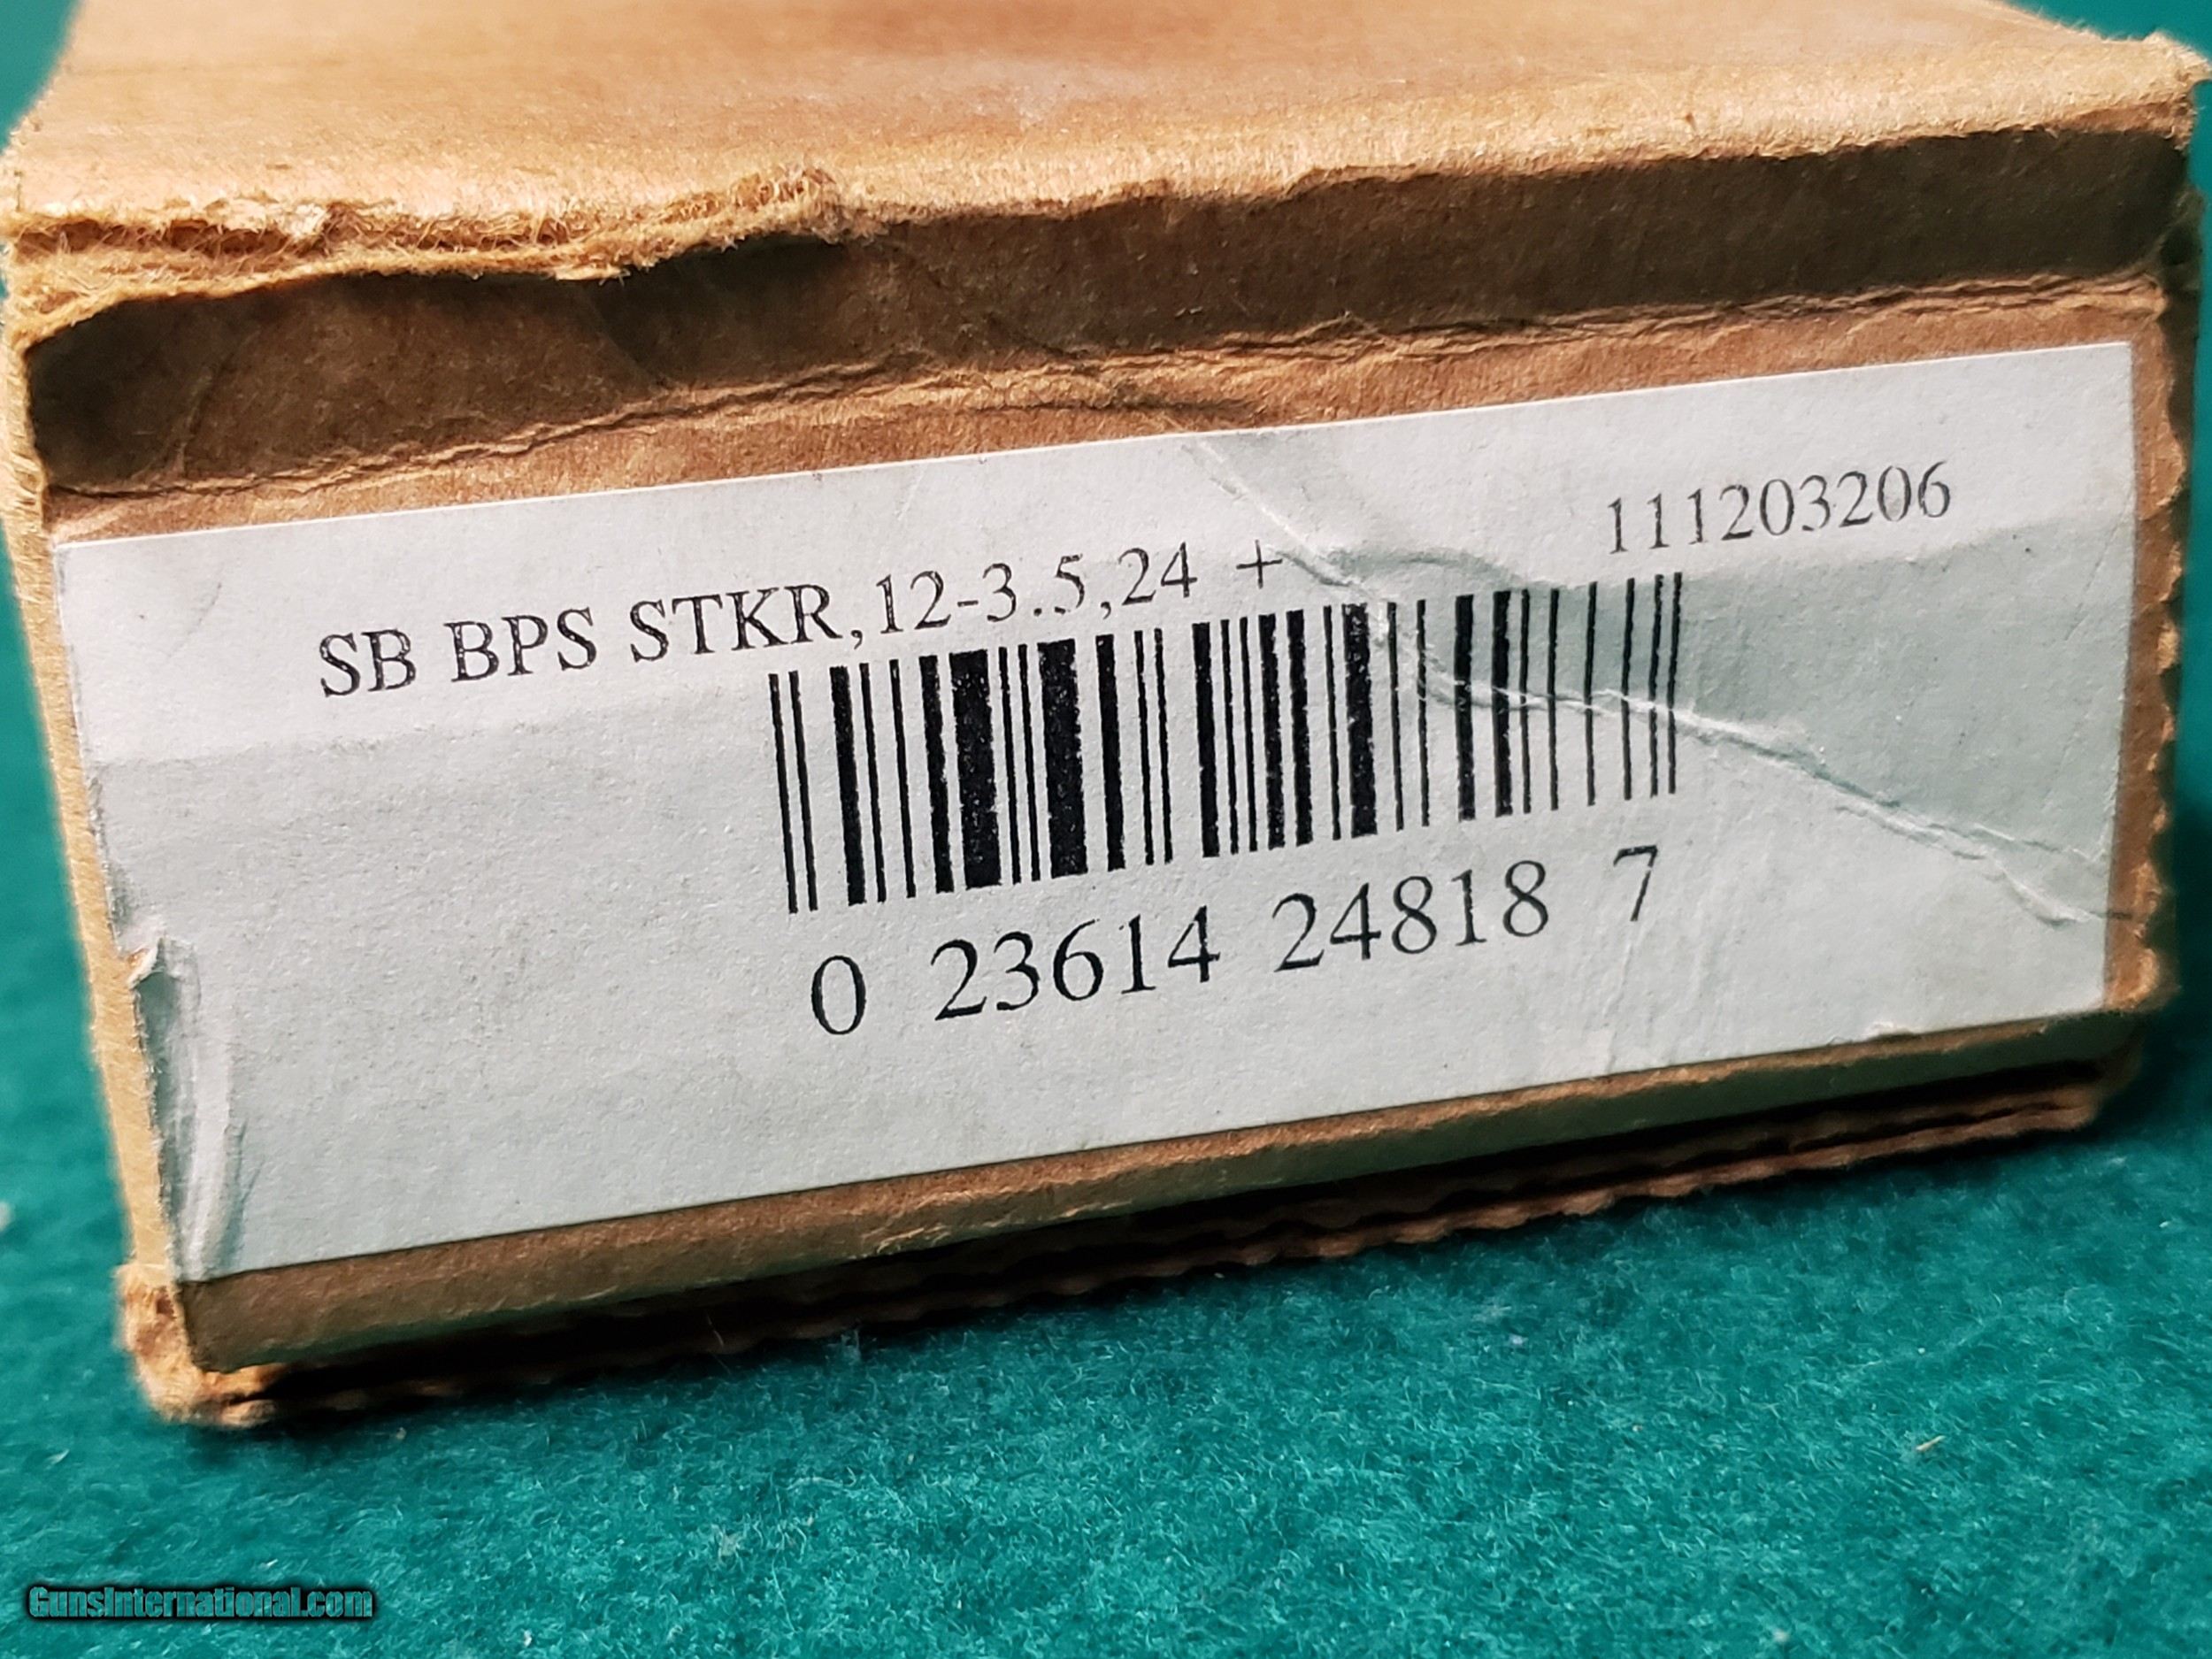 SB BPS STKR,12-3.5,24 +
111203206
0 23614 24818 7
GunsInternational.com